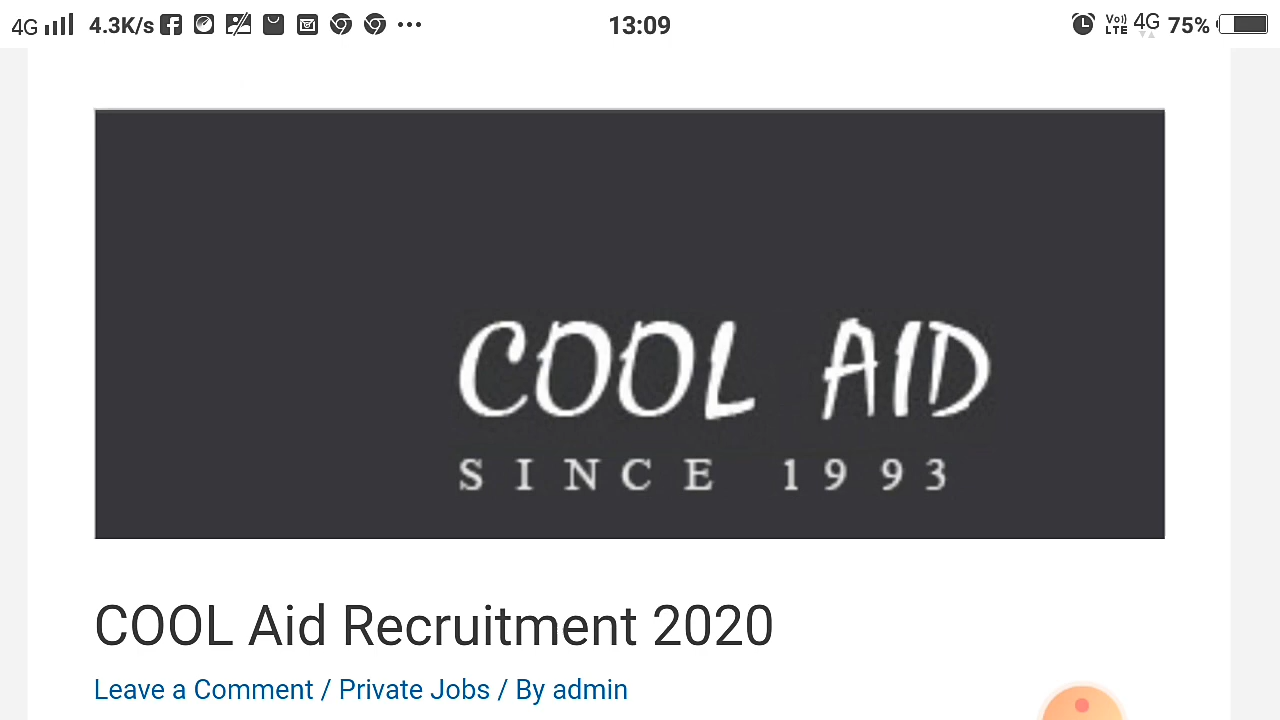 4G 4.3K/s 13:09 VoLTE 4G 75%
COOL AID
SINCE 1993
COOL Aid Recruitment 2020
Leave a Comment / Private Jobs / By admin